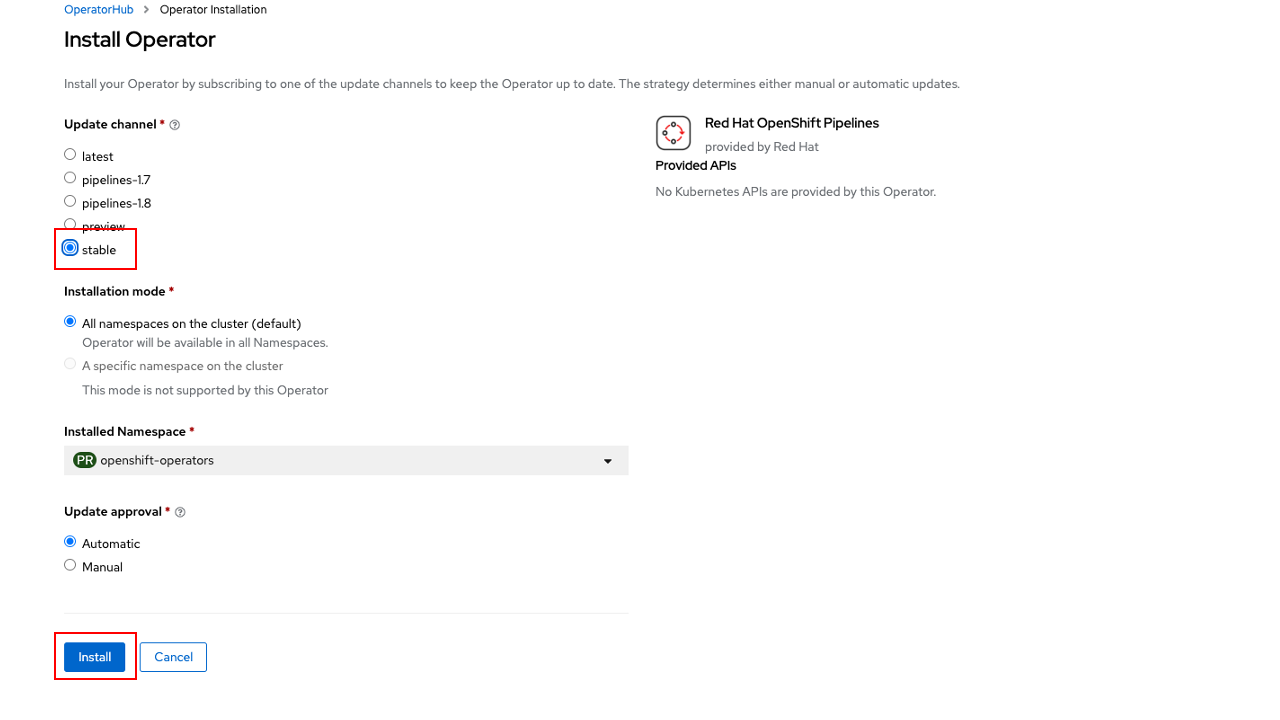 OperatorHub > Operator Installation
Install Operator
Install your Operator by subscribing to one of the update channels to keep the Operator up to date. The strategy determines either manual or automatic updates.
Update channel *
latest
pipelines-1.7
pipelines-1.8
preview
stable
Installation mode *
All namespaces on the cluster (default)
Operator will be available in all Namespaces.
A specific namespace on the cluster
This mode is not supported by this Operator
Installed Namespace *
PR openshift-operators
Update approval *
Automatic
Manual
Install Cancel
Red Hat OpenShift Pipelines
provided by Red Hat
Provided APIs
No Kubernetes APIs are provided by this Operator.